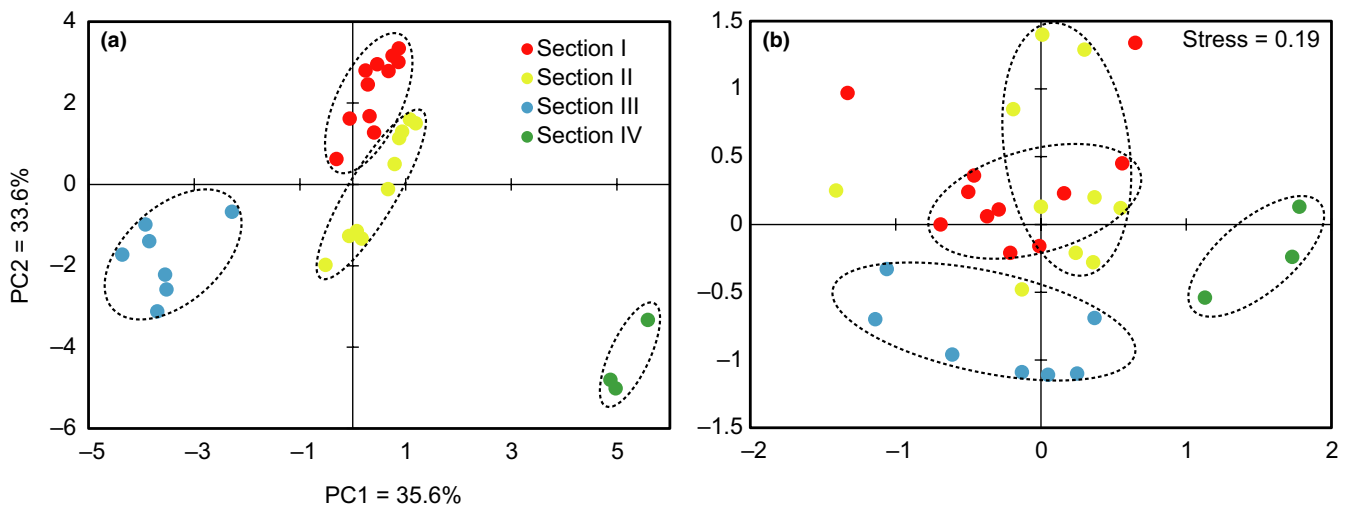 (a)
Section I
Section II
Section III
Section IV
4
2
0
–2
–4
–6
–5
–3
–1
1
3
5
PC2 = 33.6%
PC1 = 35.6%
(b)
Stress = 0.19
1.5
1
0.5
0
–0.5
–1
–1.5
–2
–1
0
1
2